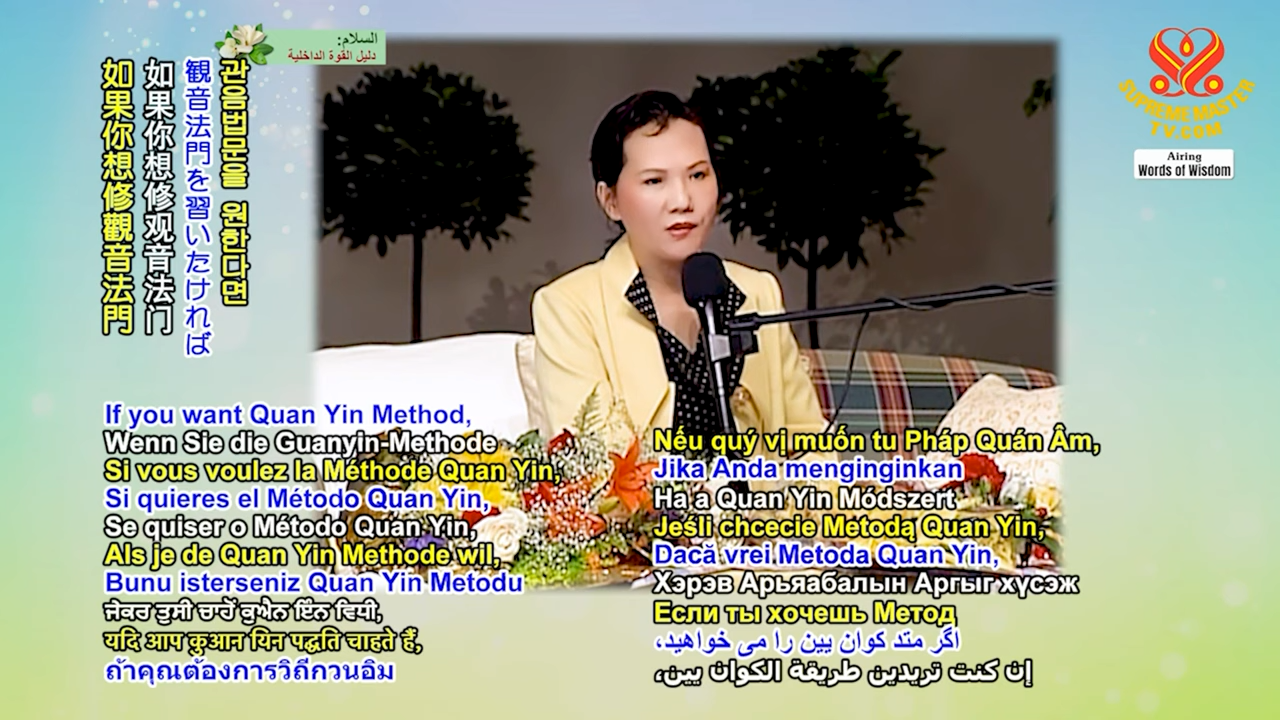 السلام:
دليل القوة الداخلية
SUPREME MASTER
TV.COM
Airing
Words of Wisdom
관음법문을 원한다면
観音法門を習いたければ
如果你想修观音法门
如果你想修觀音法門
If you want Quan Yin Method,
Wenn Sie die Guanyin-Methode
Si vous voulez la Méthode Quan Yin,
Si quieres el Método Quan Yin,
Se quiser o Método Quan Yin,
Als je de Quan Yin Methode wil,
Bunu isterseniz Quan Yin Metodu
ਜੇਕਰ ਤੁਸੀ ਚਾਹੋਂ ਕੁਐਨ ਇੰਨ ਵਿਧੀ,
यदि आप कुआन यिन पद्धति चाहते हैं,
ถ้าคุณต้องการวิถีกวนอิม
Nếu quý vị muốn tu Pháp Quán Âm,
Jika Anda menginginkan
Ha a Quan Yin Módszert
Jeśli chcecie Metodą Quan Yin,
Dacă vrei Metoda Quan Yin,
Хэрэв Арьяабалын Аргыг хүсэж
Если ты хочешь Метод
اگر متد کوان یین را می خواهید،
إن كنت تريدين طريقة الكوان يين،